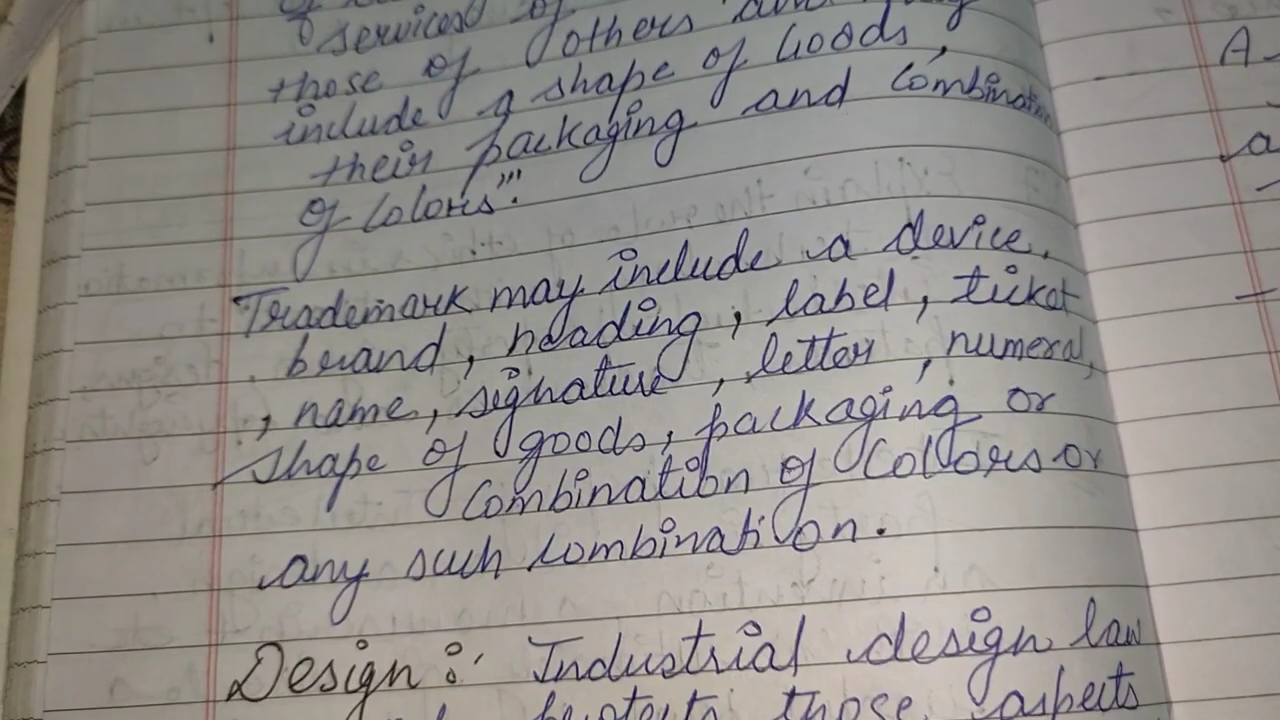 services of
those of others and
include a shape of Goods,
their packaging and combination
of Colors"".
Trademark may include a device,
brand, heading, label, ticket
, name, signature, letter, numeral,
shape of goods, packaging or
Combination of Collors or
any such combination.
Design :- Industrial design law
protects those aspects
A
a